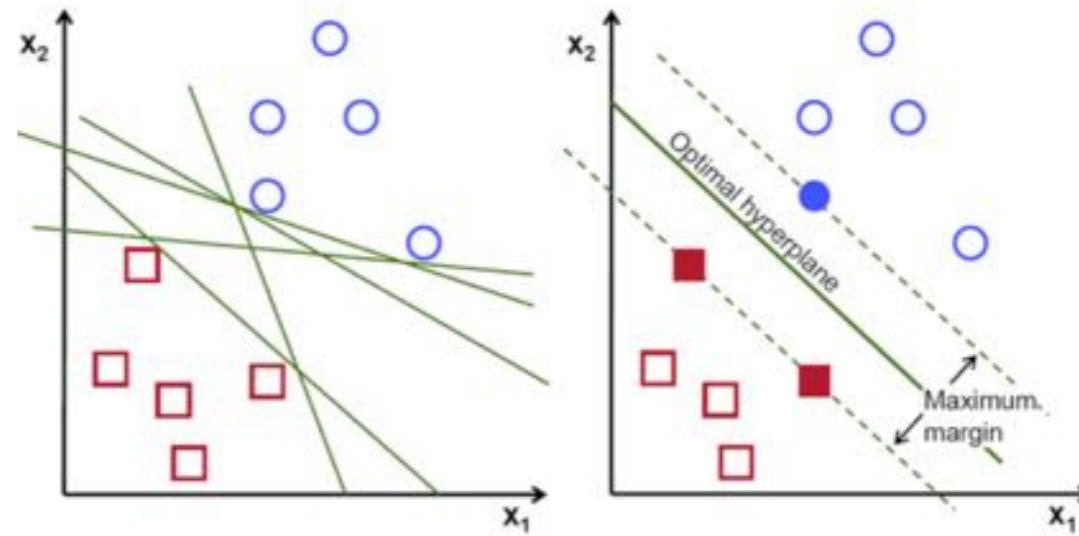 X₂
X₁
X₂
Optimal hyperplane
Maximum
margin
X₁